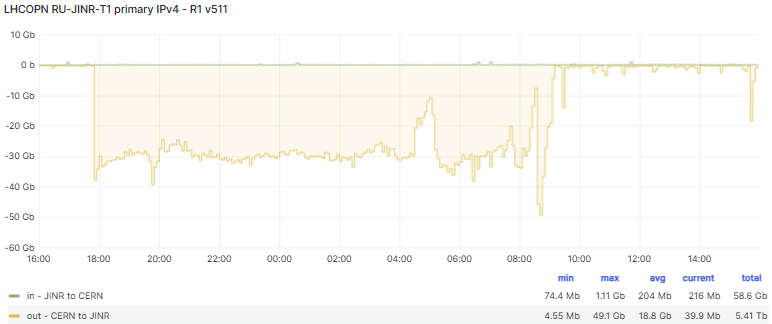 LHCOPN RU-JINR-T1 primary IPv4 - R1 v511
10 Gb
0 b
-10 Gb
-20 Gb
-30 Gb
-40 Gb
-50 Gb
-60 Gb
16:00 18:00 20:00 22:00 00:00 02:00 04:00 06:00 08:00 10:00 12:00 14:00
min max avg current total
in - JINR to CERN 74.4 Mb 1.11 Gb 204 Mb 216 Mb 58.6 Gb
out - CERN to JINR 4.55 Mb 49.1 Gb 18.8 Gb 39.9 Mb 5.41 Tb